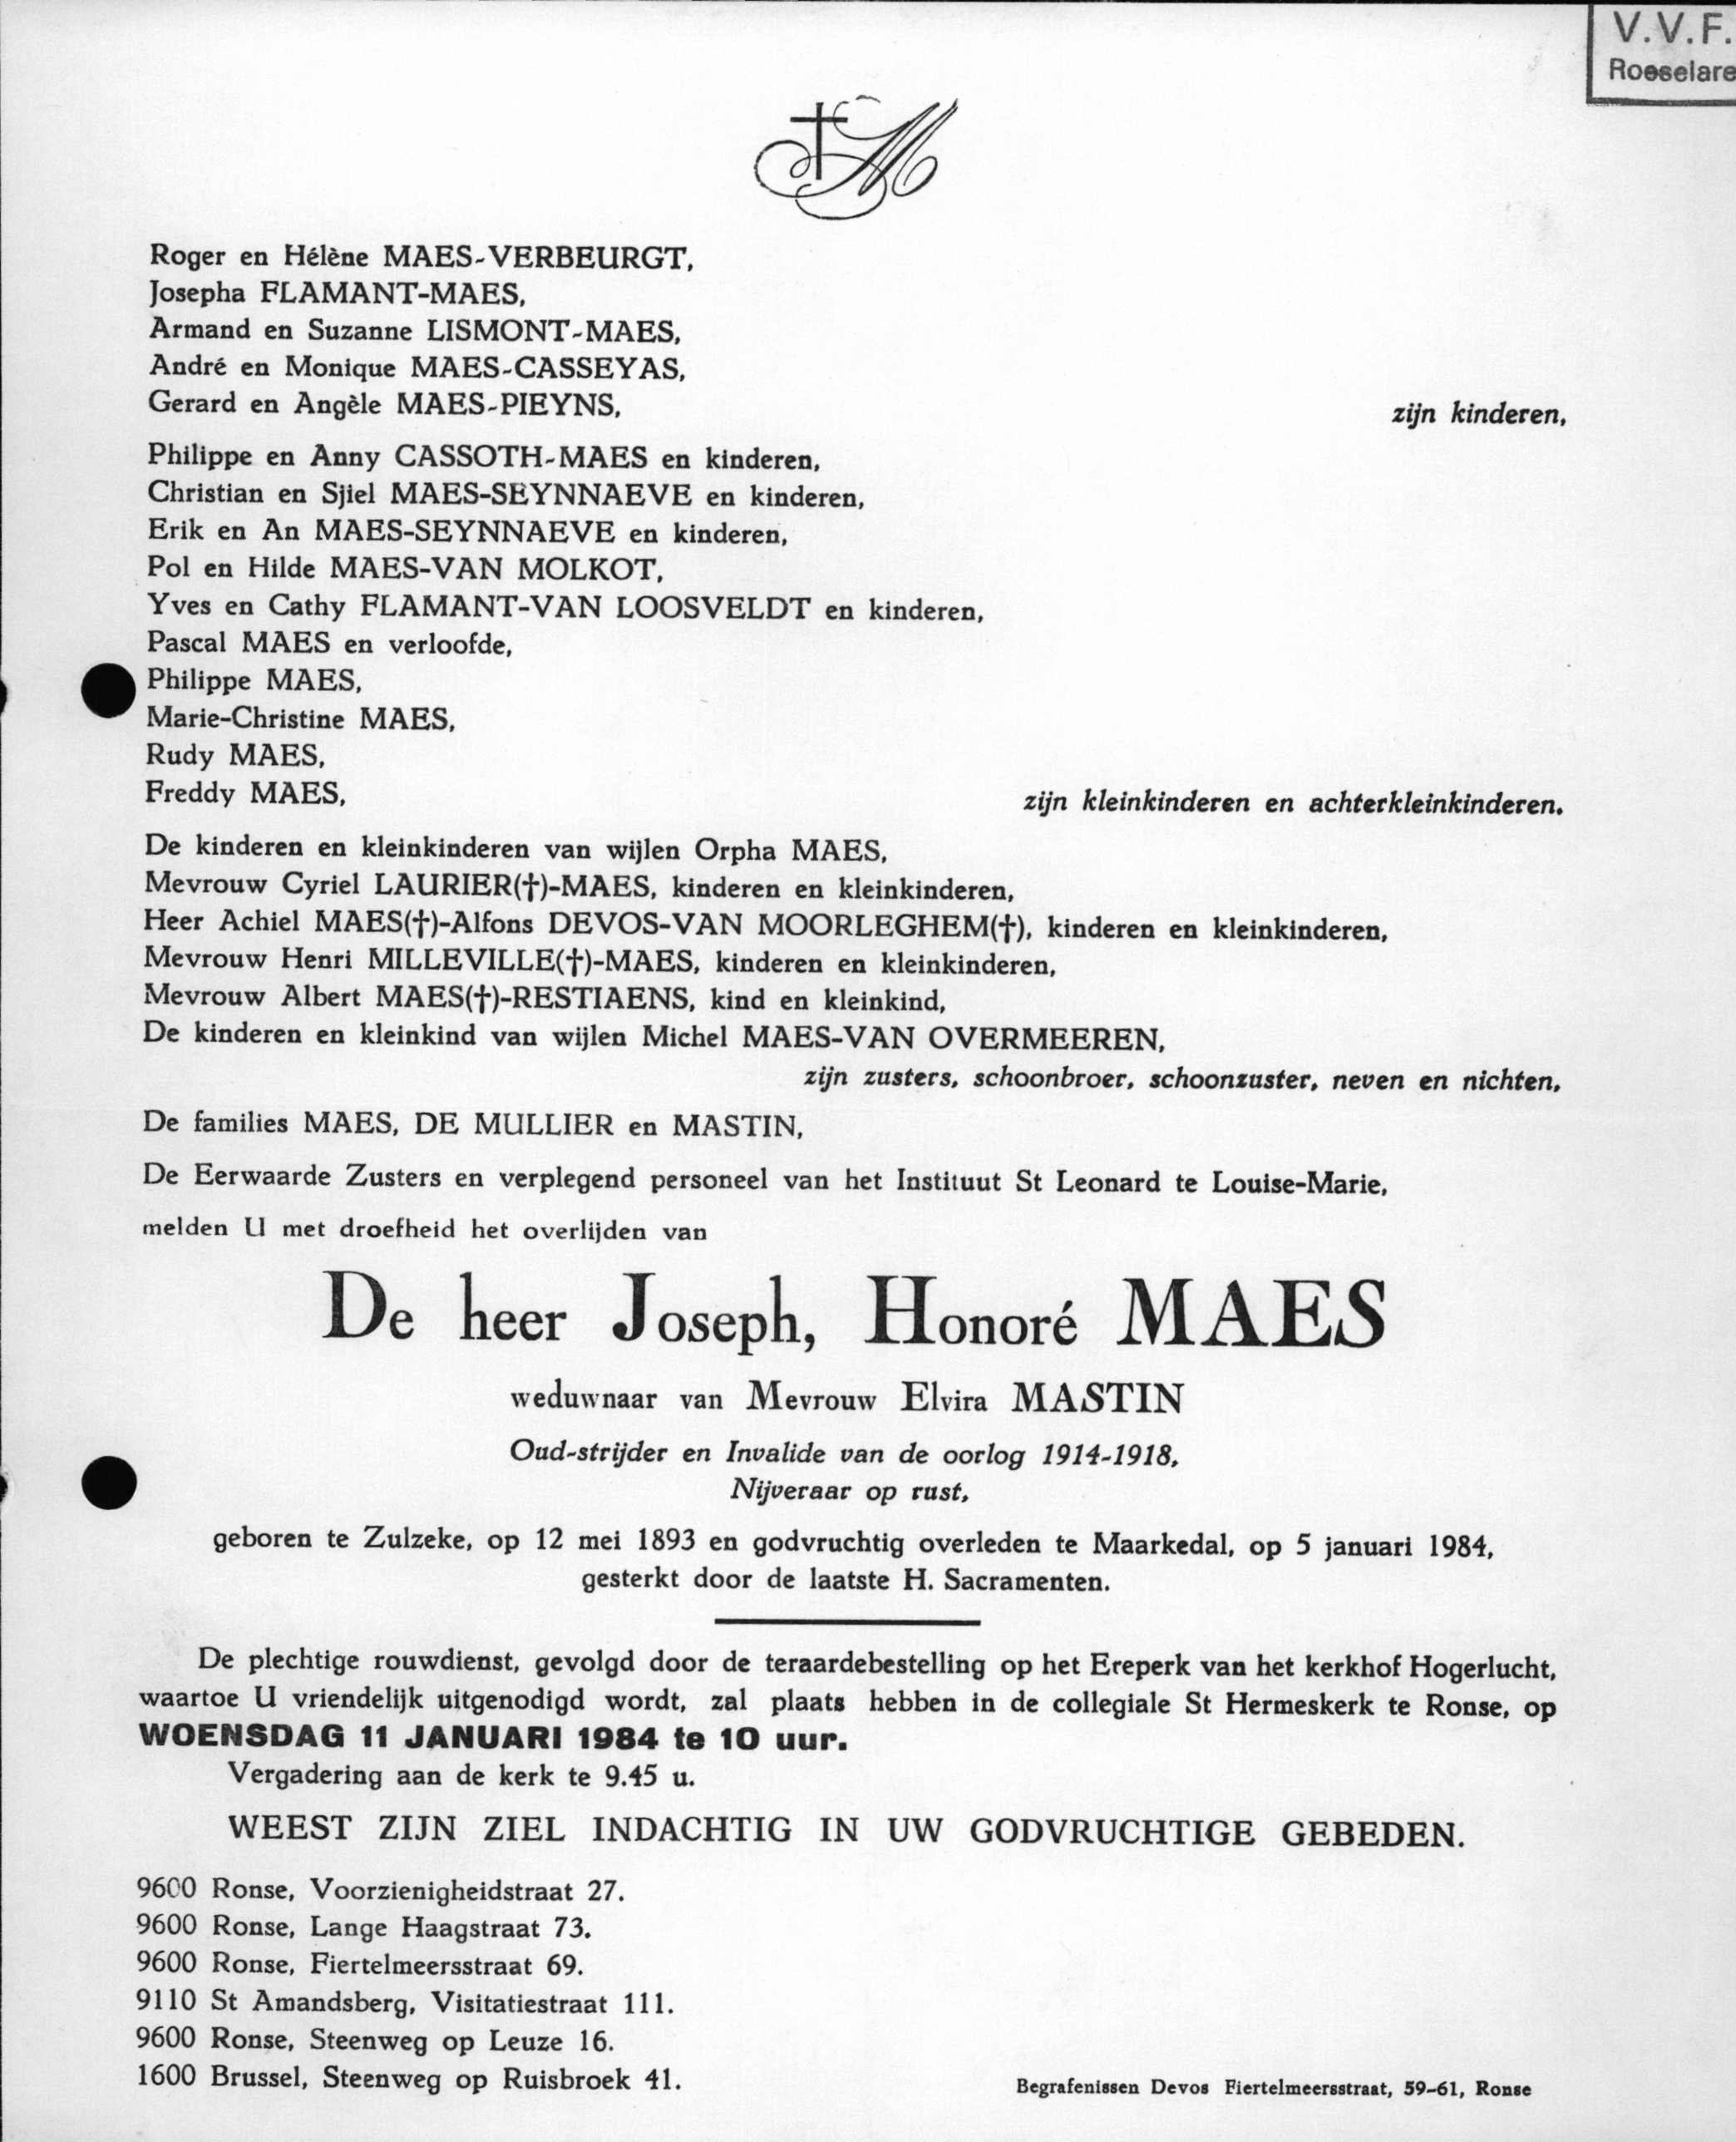 V.V.F.
Roeselare
M
Roger en Hélène MAES-VERBEURGT,
Josepha FLAMANT-MAES,
Armand en Suzanne LISMONT-MAES,
André en Monique MAES-CASSEYAS,
Gerard en Angèle MAES-PIEYNS,
zijn kinderen,
Philippe en Anny CASSOTH-MAES en kinderen,
Christian en Sjiel MAES-SEYNNAEVE en kinderen,
Erik en An MAES-SEYNNAEVE en kinderen,
Pol en Hilde MAES-VAN MOLKOT,
Yves en Cathy FLAMANT-VAN LOOSVELDT en kinderen,
Pascal MAES en verloofde,
Philippe MAES,
Marie-Christine MAES,
Rudy MAES,
Freddy MAES,
zijn kleinkinderen en achterkleinkinderen.
De kinderen en kleinkinderen van wijlen Orpha MAES,
Mevrouw Cyriel LAURIER(†)-MAES, kinderen en kleinkinderen,
Heer Achiel MAES(†)-Alfons DEVOS-VAN MOORLEGHEM(†), kinderen en kleinkinderen,
Mevrouw Henri MILLEVILLE(†)-MAES, kinderen en kleinkinderen,
Mevrouw Albert MAES(†)-RESTIAENS, kind en kleinkind,
De kinderen en kleinkind van wijlen Michel MAES-VAN OVERMEEREN,
zijn zusters, schoonbroer, schoonzuster, neven en nichten,
De families MAES, DE MULLIER en MASTIN,
De Eerwaarde Zusters en verplegend personeel van het Instituut St Leonard te Louise-Marie,
melden U met droefheid het overlijden van
De heer Joseph, Honoré MAES
weduwnaar van Mevrouw Elvira MASTIN
Oud-strijder en Invalide van de oorlog 1914-1918,
Nijveraar op rust,
geboren te Zulzeke, op 12 mei 1893 en godvruchtig overleden te Maarkedal, op 5 januari 1984,
gesterkt door de laatste H. Sacramenten.
De plechtige rouwdienst, gevolgd door de teraardebestelling op het Ereperk van het kerkhof Hogerlucht,
waartoe U vriendelijk uitgenodigd wordt, zal plaats hebben in de collegiale St Hermeskerk te Ronse, op
WOENSDAG 11 JANUARI 1984 te 10 uur.
Vergadering aan de kerk te 9.45 u.
WEEST ZIJN ZIEL INDACHTIG IN UW GODVRUCHTIGE GEBEDEN.
9600 Ronse, Voorzienigheidstraat 27.
9600 Ronse, Lange Haagstraat 73.
9600 Ronse, Fiertelmeersstraat 69.
9110 St Amandsberg, Visitatiestraat 111.
9600 Ronse, Steenweg op Leuze 16.
1600 Brussel, Steenweg op Ruisbroek 41.
Begrafenissen Devos Fiertelmeersstraat, 59-61, Ronse